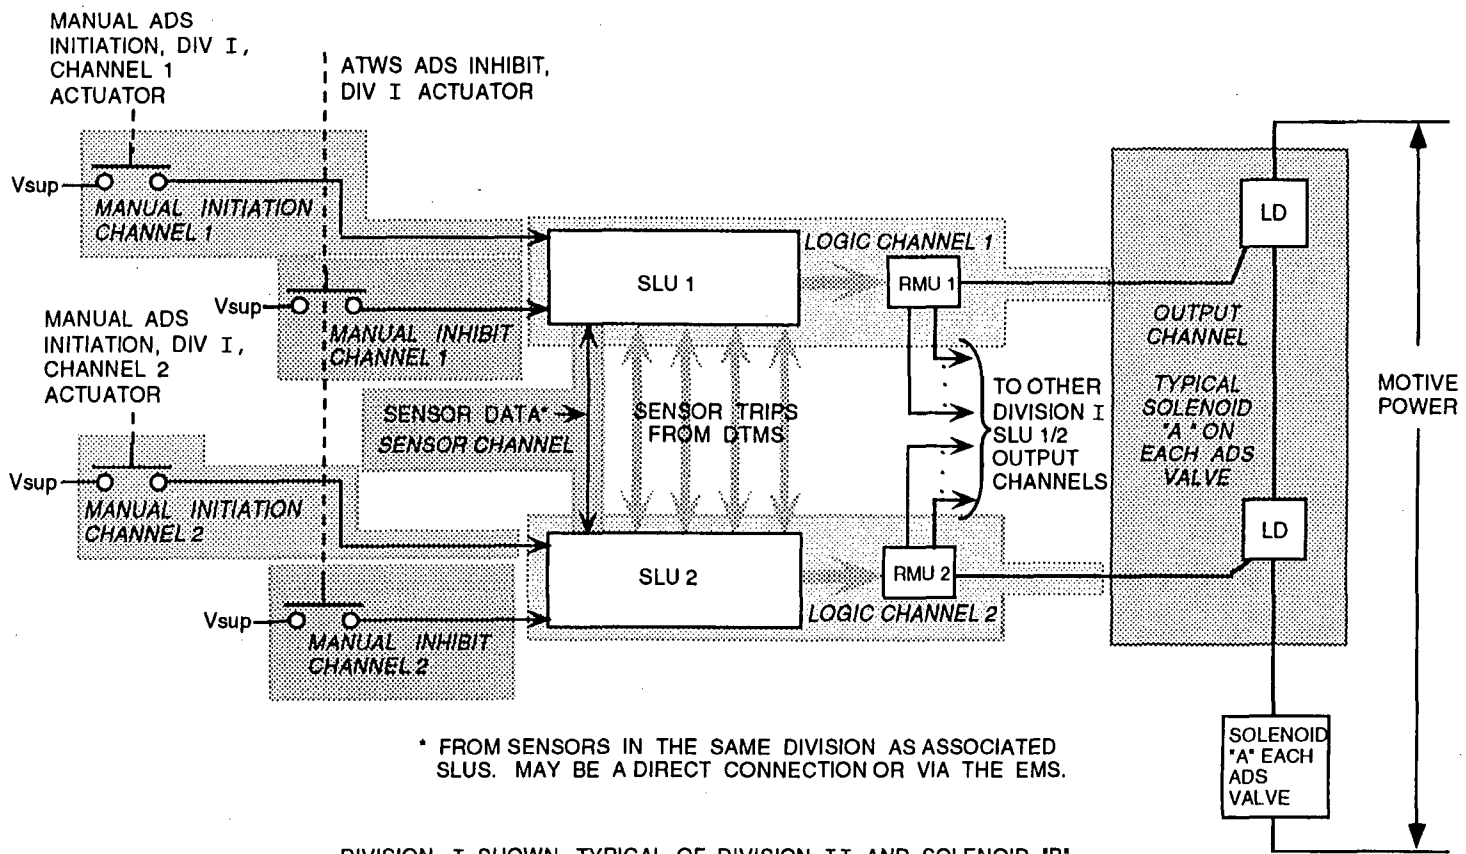 MANUAL ADS
INITIATION, DIV I,
CHANNEL 1
ACTUATOR
ATWS ADS INHIBIT,
DIV I ACTUATOR
Vsup
MANUAL INITIATION
CHANNEL 1
Vsup
MANUAL INHIBIT
CHANNEL 1
MANUAL ADS
INITIATION, DIV I,
CHANNEL 2
ACTUATOR
Vsup
MANUAL INITIATION
CHANNEL 2
Vsup
MANUAL INHIBIT
CHANNEL 2
SENSOR DATA*
SENSOR CHANNEL
SLU 1
LOGIC CHANNEL 1
RMU 1
SENSOR TRIPS
FROM DTMS
TO OTHER
DIVISION I
SLU 1/2
OUTPUT
CHANNELS
SLU 2
RMU 2
LOGIC CHANNEL 2
LD
OUTPUT
CHANNEL
TYPICAL
SOLENOID
"A" ON
EACH ADS
VALVE
LD
MOTIVE
POWER
SOLENOID
"A" EACH
ADS
VALVE
* FROM SENSORS IN THE SAME DIVISION AS ASSOCIATED
SLUS. MAY BE A DIRECT CONNECTION OR VIA THE EMS.
DIVISION I SHOWN, TYPICAL OF DIVISION II AND SOLENOID "B"